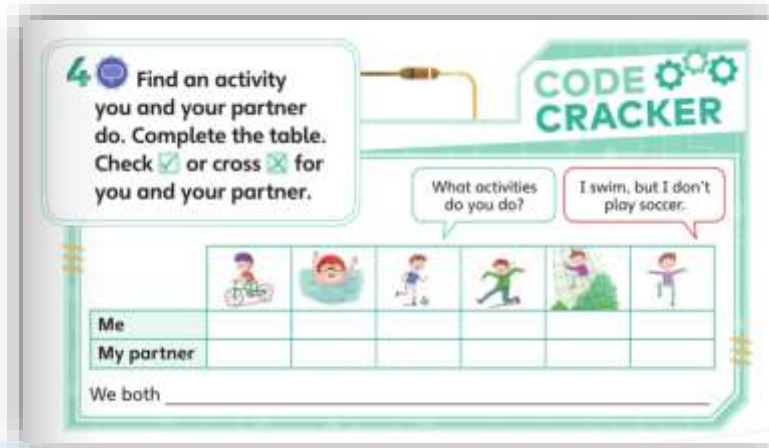 4 Find an activity
you and your partner
do. Complete the table.
Check ☑ or cross ☒ for
you and your partner.
CODE
CRACKER
What activities
do you do?
I swim, but I don't
play soccer.
Me
My partner
We both